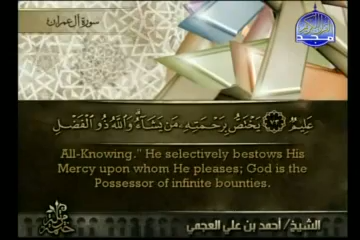 سورة آل عمران
عَلِيمٌ ﴿٧٣﴾ يَخْتَصُّ بِرَحْمَتِهِ مَن يَشَاءُ وَاللَّهُ ذُو الْفَضْلِ
All-Knowing." He selectively bestows His
Mercy upon whom He pleases; God is the
Possessor of infinite bounties.
الشيخ/ أحمد بن علي العجمي